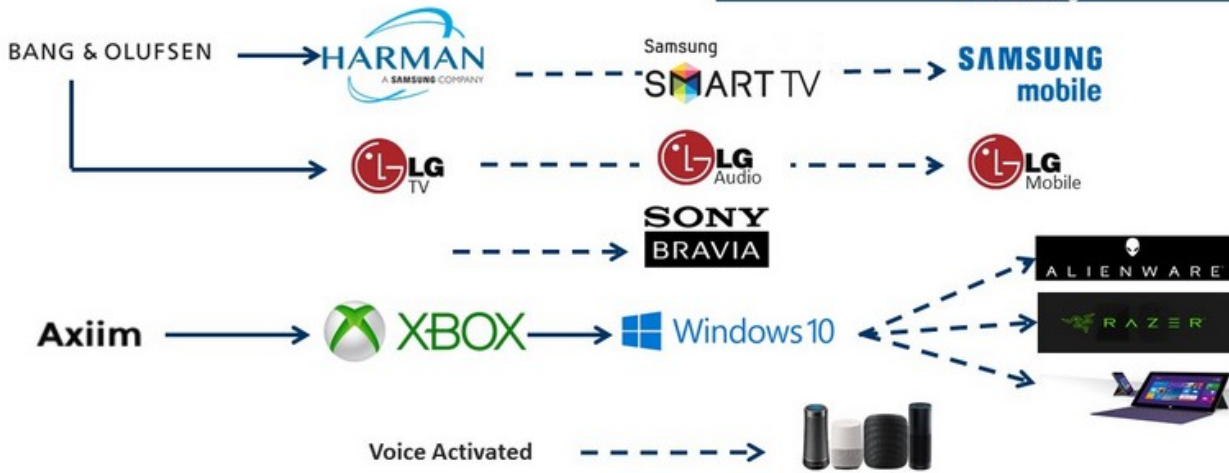 BANG & OLUFSEN
HARMAN
A SAMSUNG COMPANY
Samsung
SMART TV
SAMSUNG
mobile
LG
TV
LG
Audio
LG
Mobile
SONY
BRAVIA
Axiim
XBOX
Windows 10
ALIENWARE
RAZER
Voice Activated